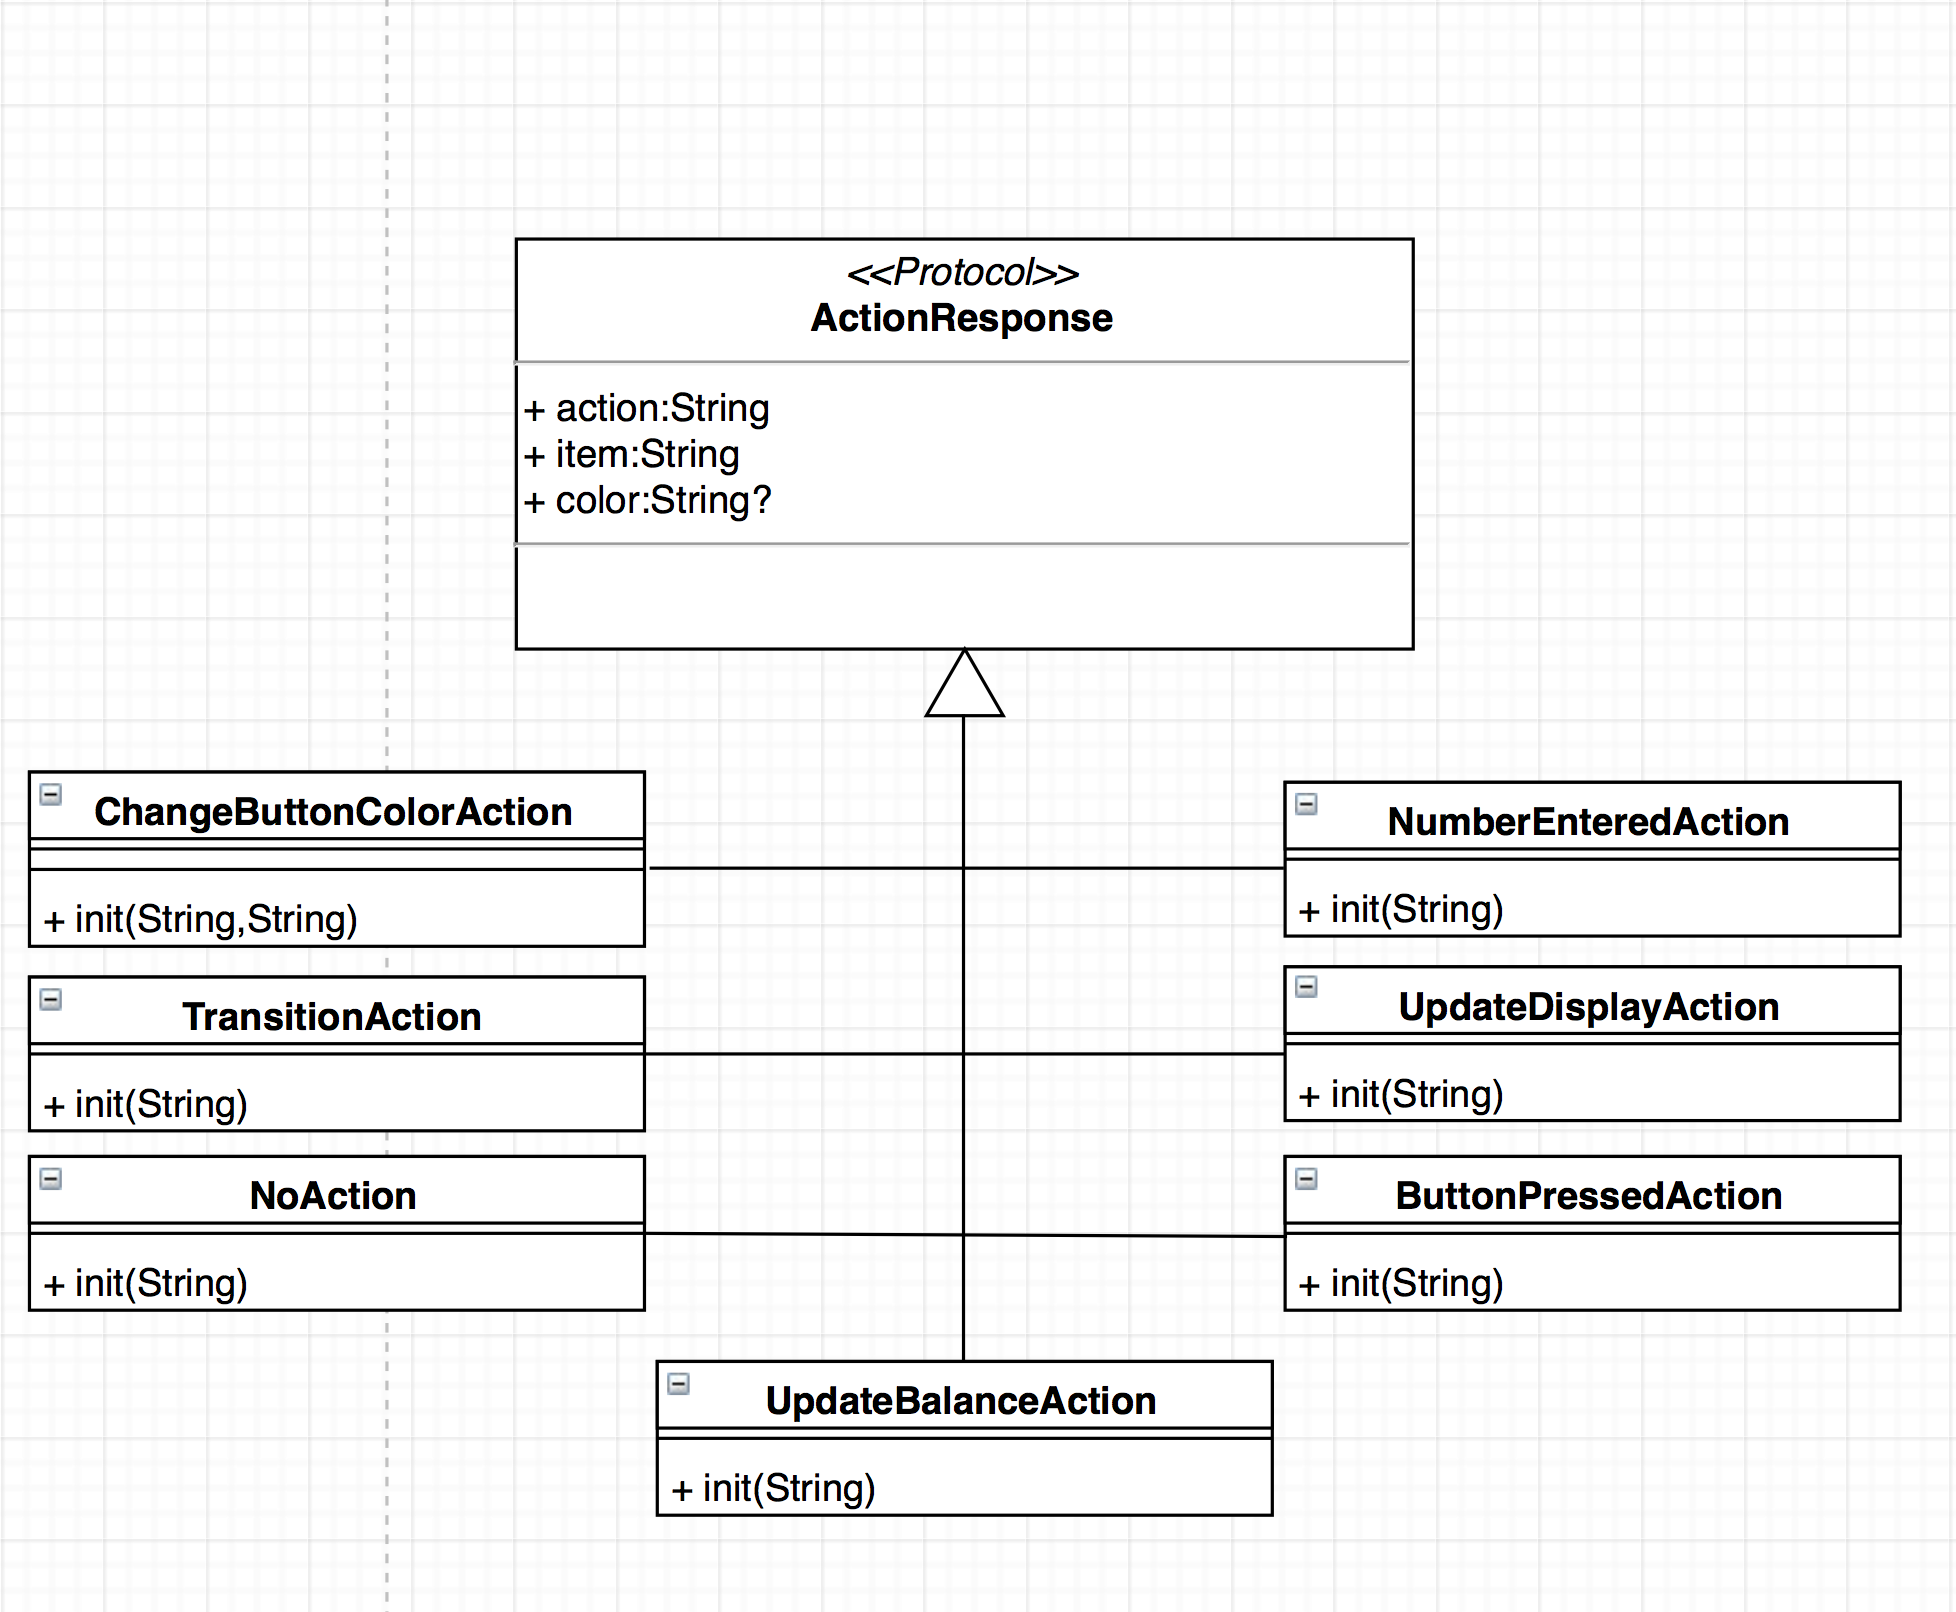 <<Protocol>>
ActionResponse
+ action:String
+ item:String
+ color:String?
ChangeButtonColorAction
+ init(String,String)
NumberEnteredAction
+ init(String)
TransitionAction
+ init(String)
UpdateDisplayAction
+ init(String)
NoAction
+ init(String)
ButtonPressedAction
+ init(String)
UpdateBalanceAction
+ init(String)